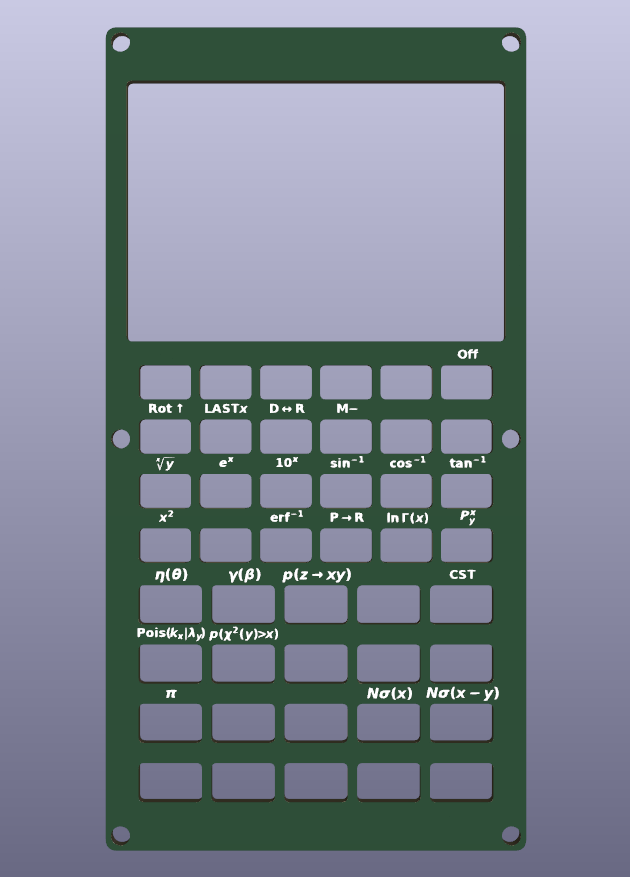 Off
Rot ↑ LASTx D↔R M−
ˣ√y eˣ 10ˣ sin⁻¹ cos⁻¹ tan⁻¹
x² erf⁻¹ P→R ln Γ(x) Pᵧˣ
η(θ) γ(β) p(z → xy) CST
Pois(kₓ|λᵧ) p(χ²(y)>x)
π Nσ(x) Nσ(x − y)